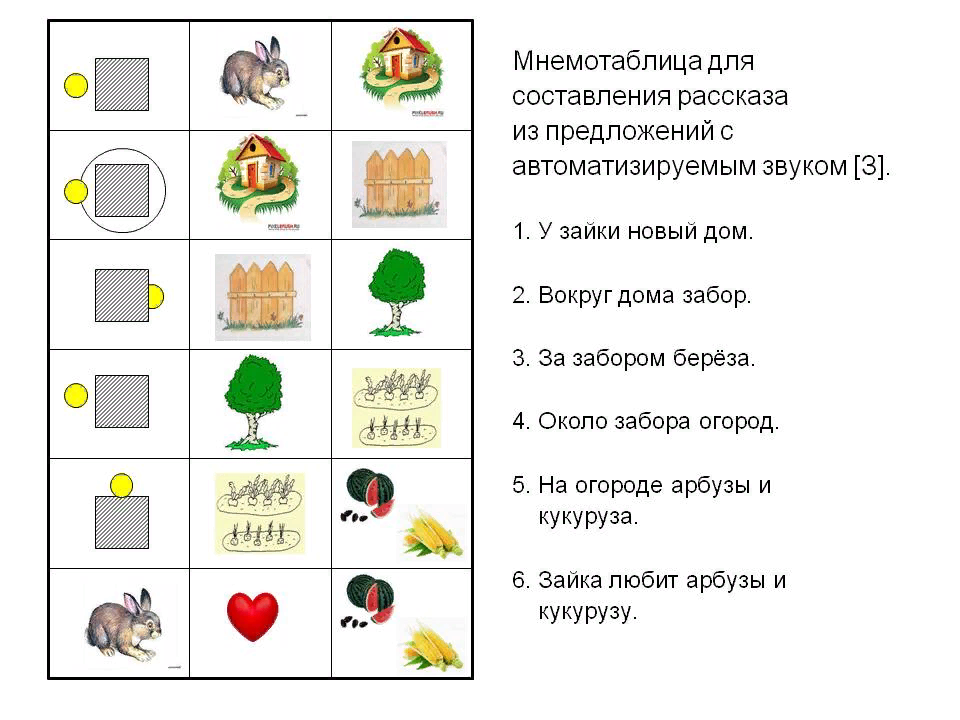 Мнемотаблица для
составления рассказа
из предложений с
автоматизируемым звуком [З].
1. У зайки новый дом.
2. Вокруг дома забор.
3. За забором берёза.
4. Около забора огород.
5. На огороде арбузы и
кукуруза.
6. Зайка любит арбузы и
кукурузу.